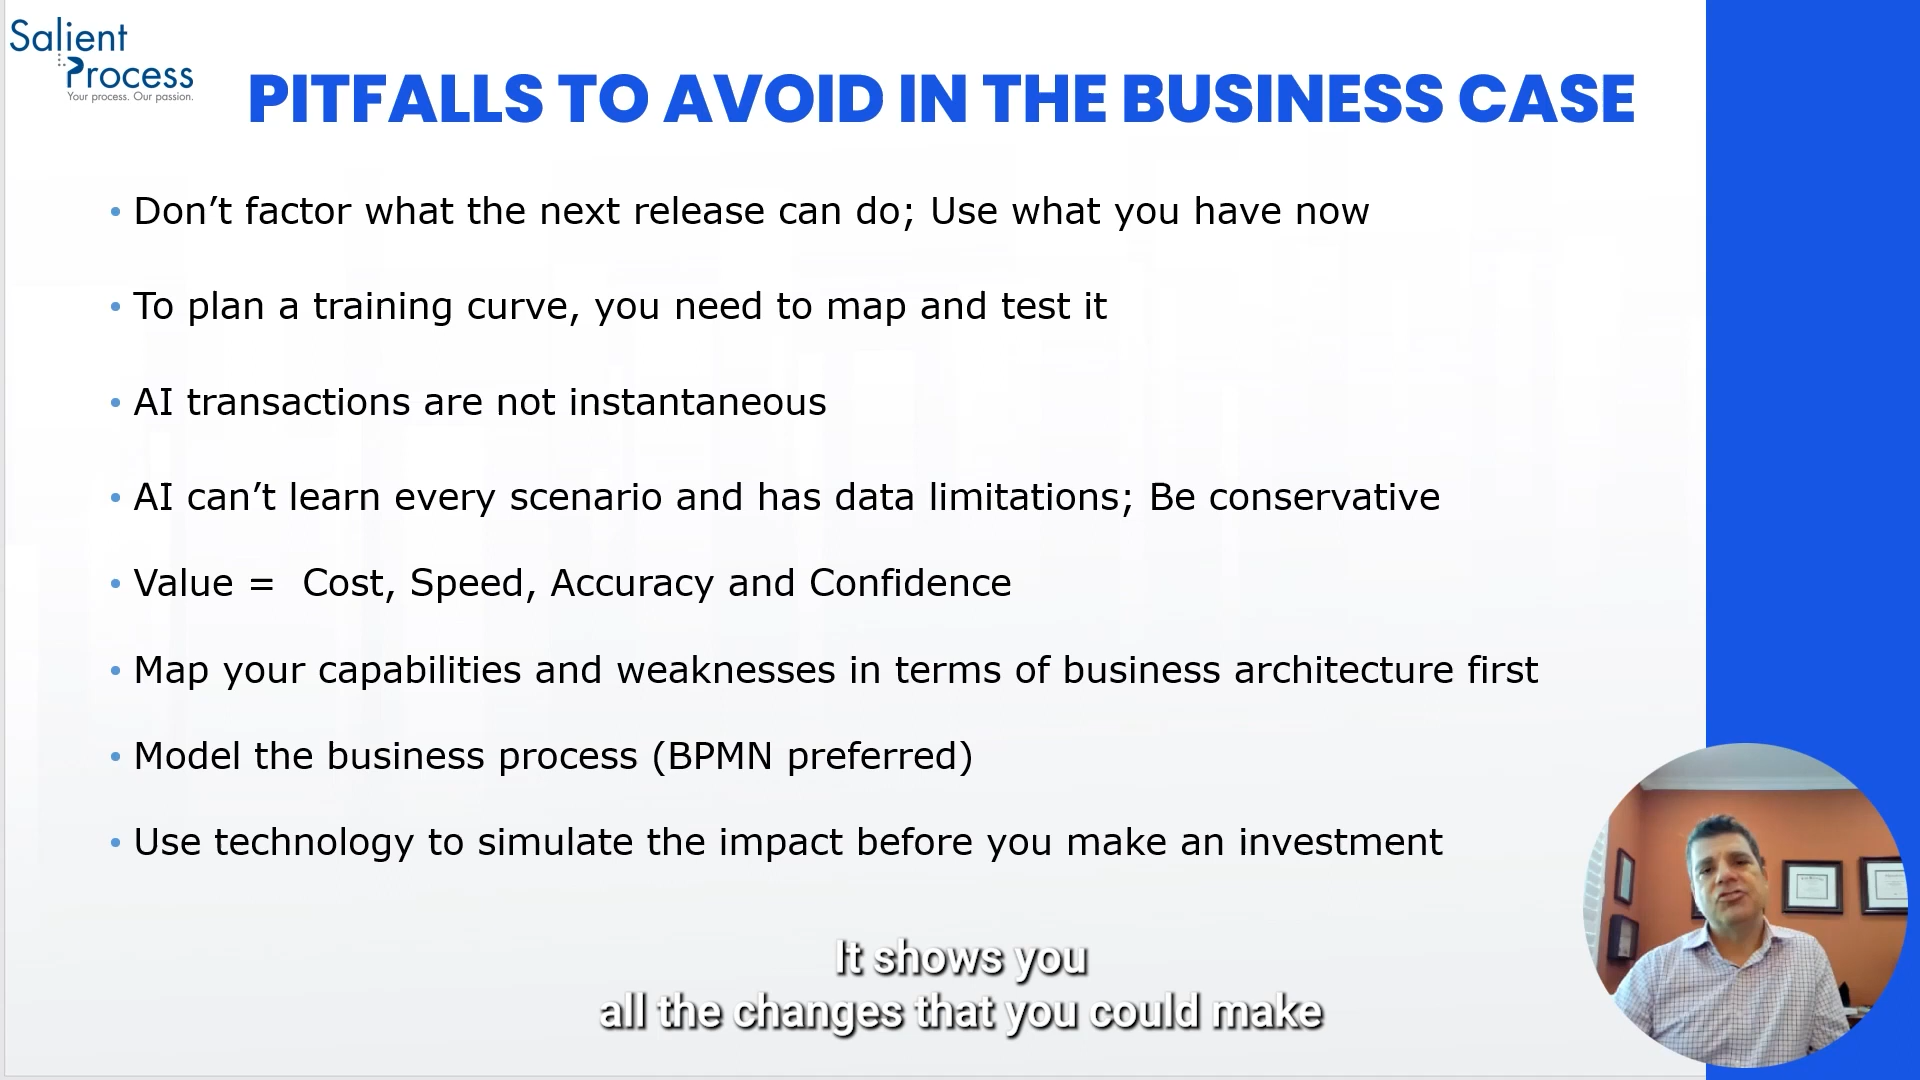 Salient
Process
Your process. Our passion.
PITFALLS TO AVOID IN THE BUSINESS CASE
• Don’t factor what the next release can do; Use what you have now
• To plan a training curve, you need to map and test it
• AI transactions are not instantaneous
• AI can’t learn every scenario and has data limitations; Be conservative
• Value =  Cost, Speed, Accuracy and Confidence
• Map your capabilities and weaknesses in terms of business architecture first
• Model the business process (BPMN preferred)
• Use technology to simulate the impact before you make an investment
It shows you
all the changes that you could make